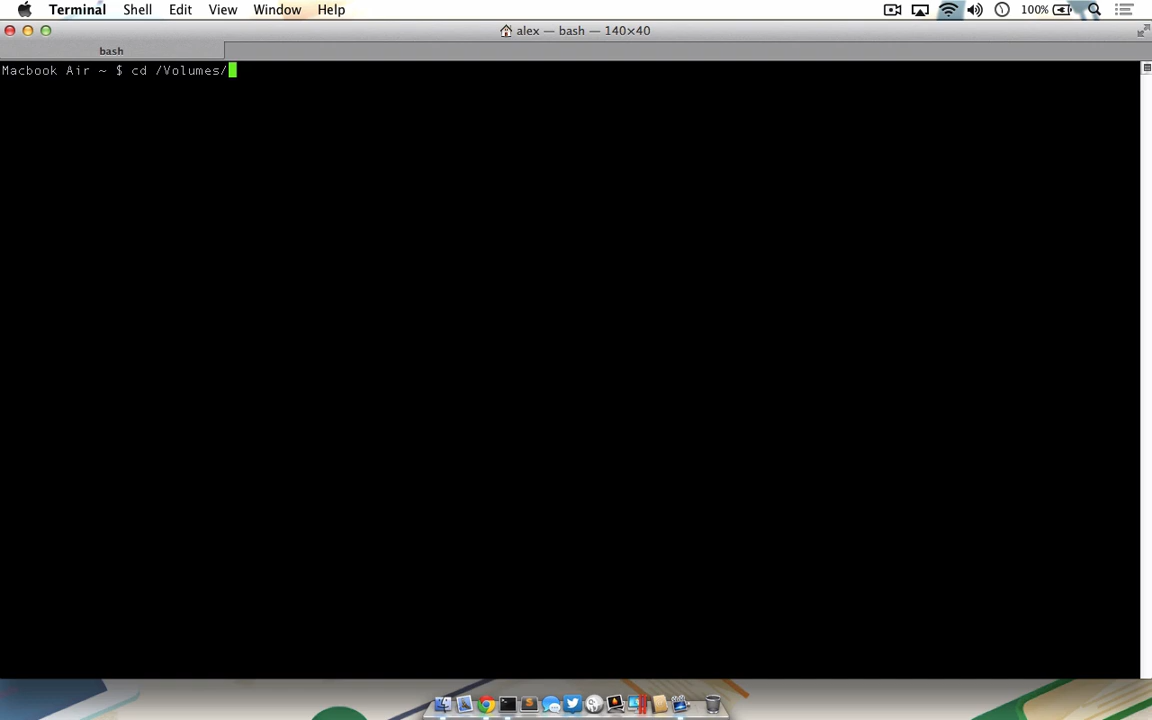 Terminal Shell Edit View Window Help 100%
alex — bash — 140×40
bash
Macbook Air ~ $ cd /Volumes/